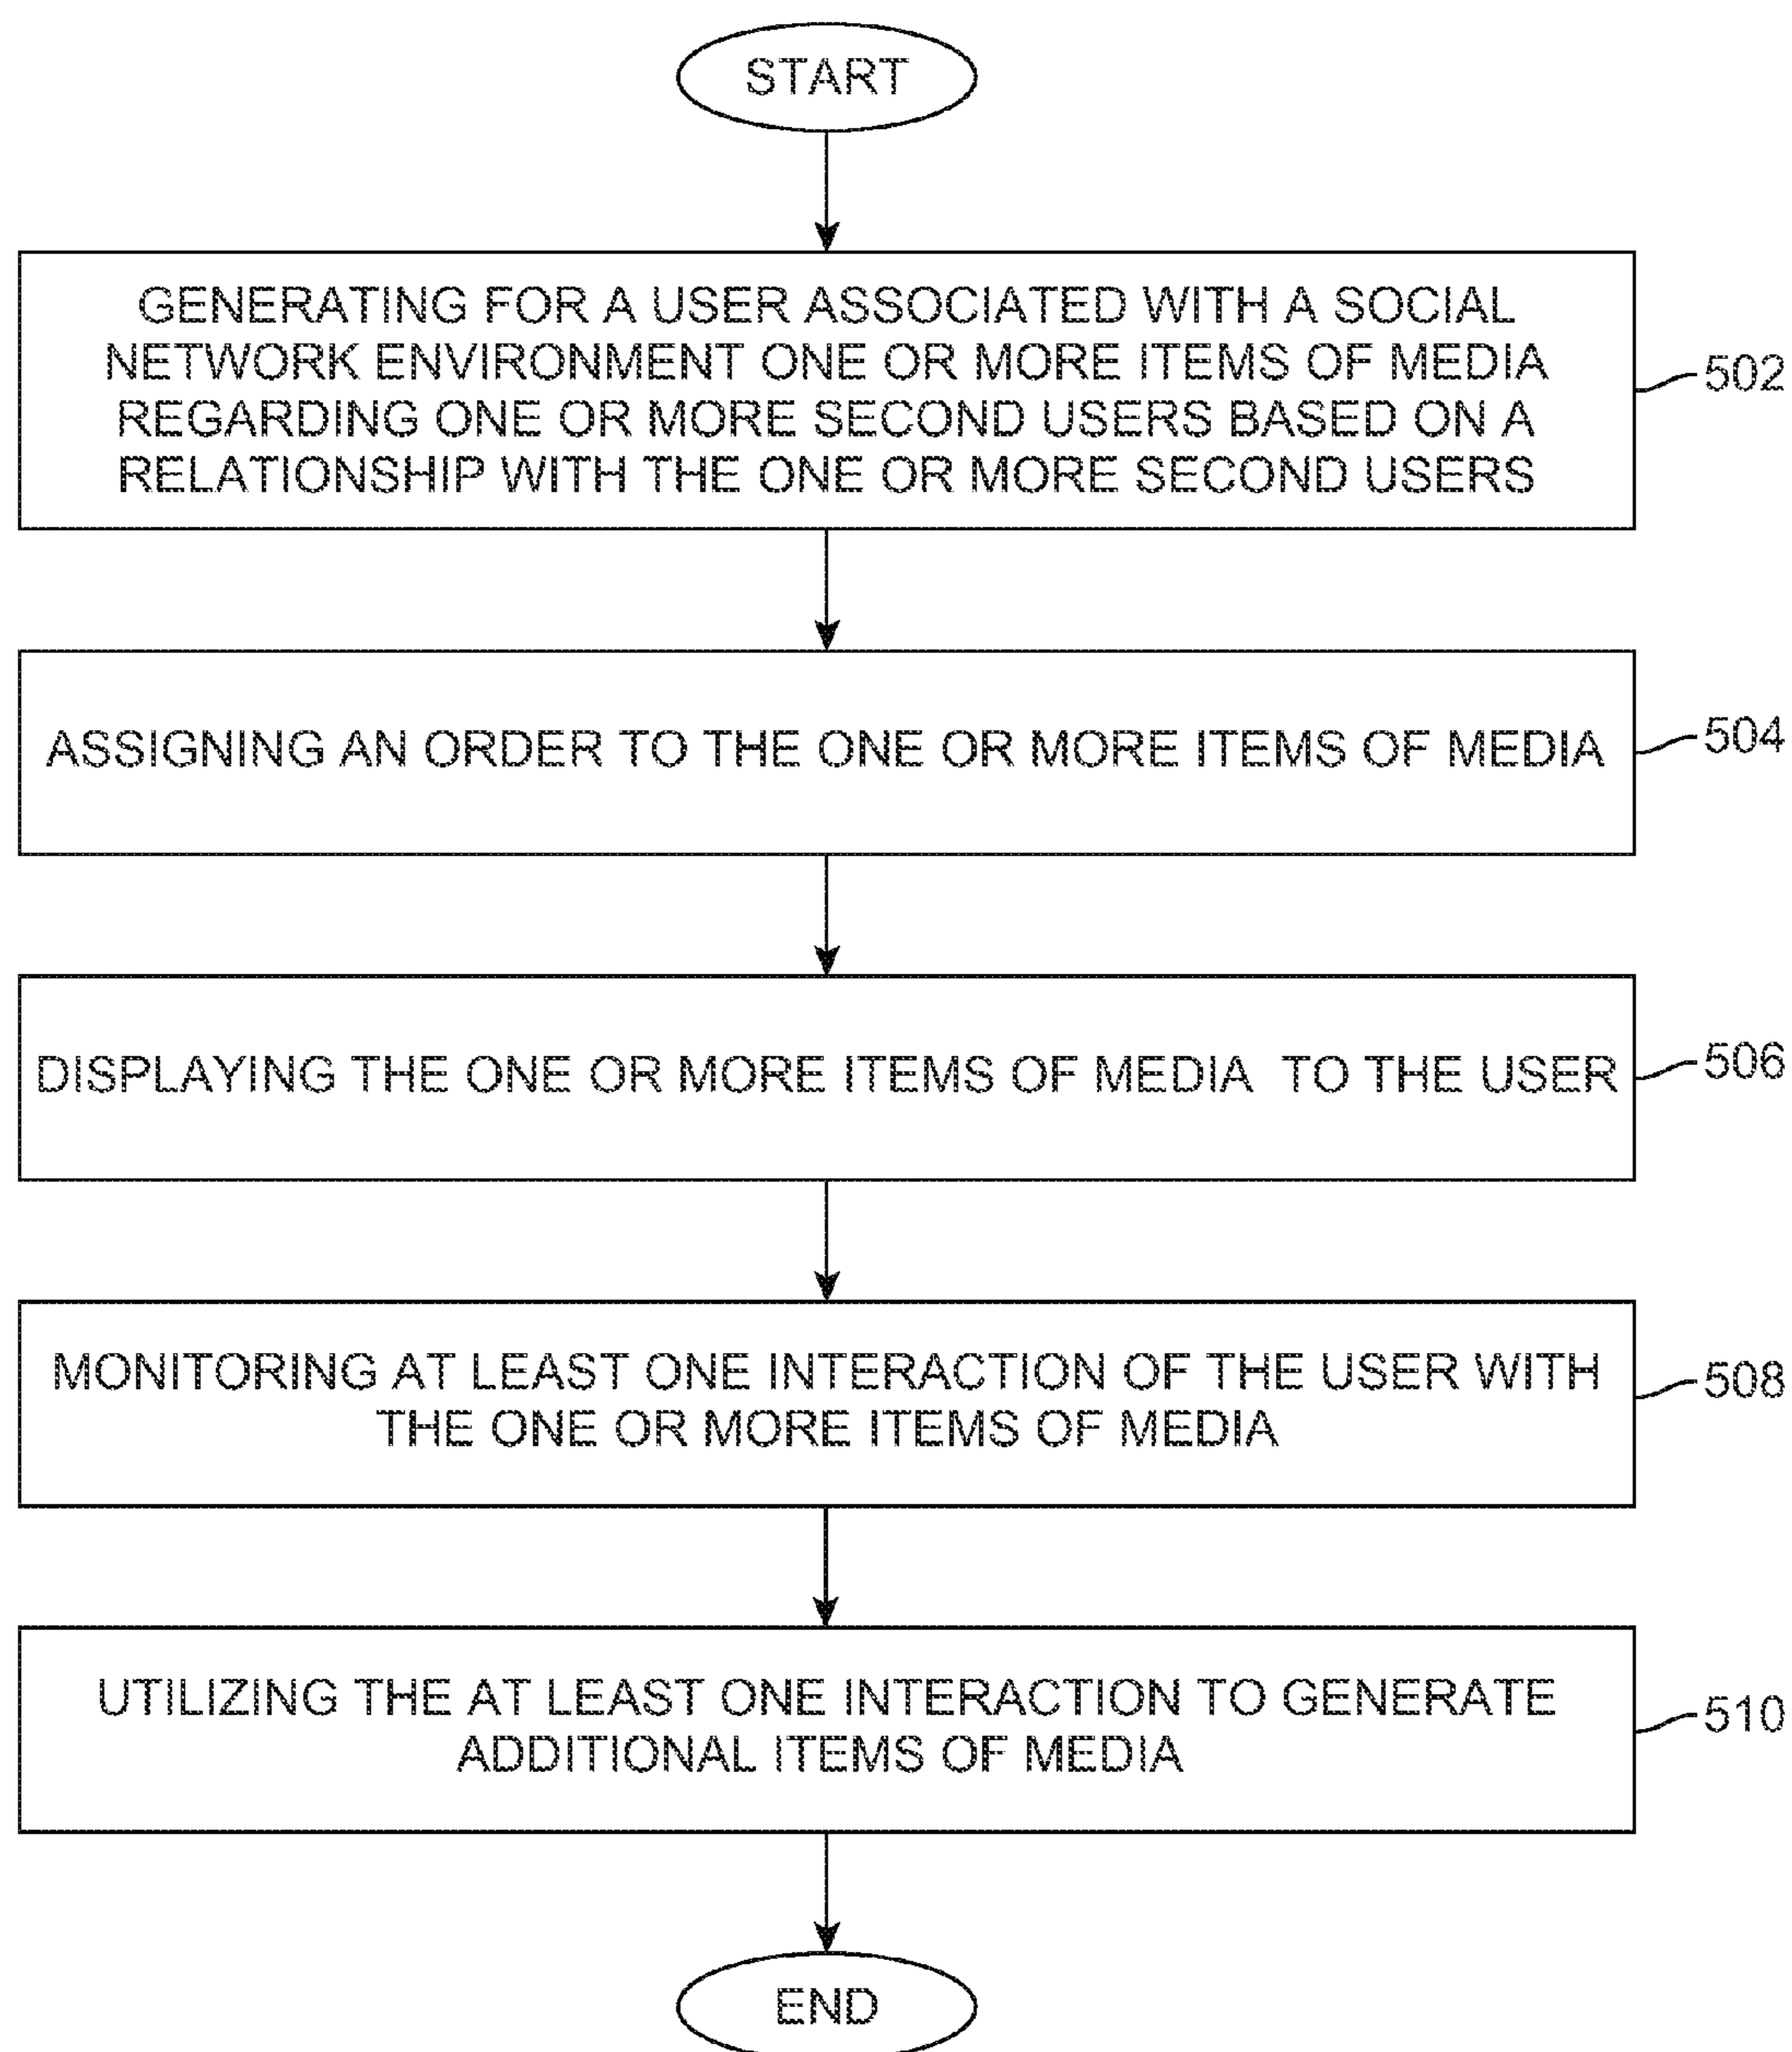 START
GENERATING FOR A USER ASSOCIATED WITH A SOCIAL
NETWORK ENVIRONMENT ONE OR MORE ITEMS OF MEDIA
REGARDING ONE OR MORE SECOND USERS BASED ON A
RELATIONSHIP WITH THE ONE OR MORE SECOND USERS
502
ASSIGNING AN ORDER TO THE ONE OR MORE ITEMS OF MEDIA
504
DISPLAYING THE ONE OR MORE ITEMS OF MEDIA TO THE USER
506
MONITORING AT LEAST ONE INTERACTION OF THE USER WITH
THE ONE OR MORE ITEMS OF MEDIA
508
UTILIZING THE AT LEAST ONE INTERACTION TO GENERATE
ADDITIONAL ITEMS OF MEDIA
510
END